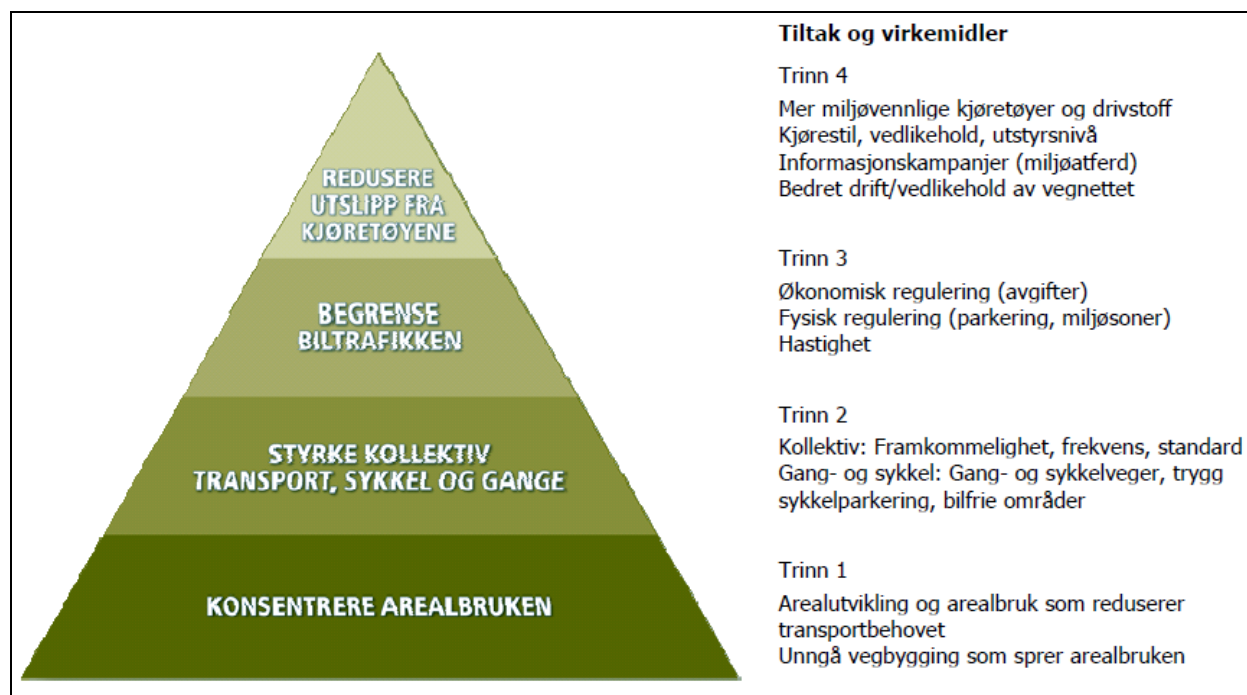 REDUSERE
UTSLIPP FRA
KJØRETØYENE
BEGRENSE
BILTRAFIKKEN
STYRKE KOLLEKTIV
TRANSPORT, SYKKEL OG GANGE
KONSENTRERE AREALBRUKEN
Tiltak og virkemidler
Trinn 4
Mer miljøvennlige kjøretøyer og drivstoff
Kjørestil, vedlikehold, utstyrsnivå
Informasjonskampanjer (miljøatferd)
Bedret drift/vedlikehold av vegnettet
Trinn 3
Økonomisk regulering (avgifter)
Fysisk regulering (parkering, miljøsoner)
Hastighet
Trinn 2
Kollektiv: Framkommelighet, frekvens, standard
Gang- og sykkel: Gang- og sykkelveger, trygg
sykkelparkering, bilfrie områder
Trinn 1
Arealutvikling og arealbruk som reduserer
transportbehovet
Unngå vegbygging som sprer arealbruken